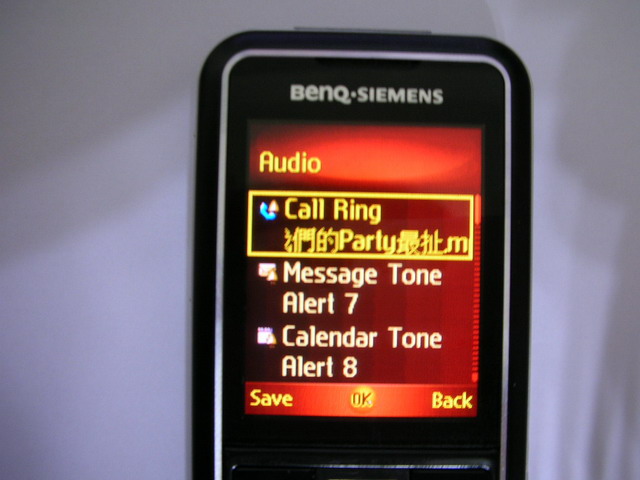 BenQ-SIEMENS
Audio
Call Ring
們的Party最扯.m
Message Tone
Alert 7
Calendar Tone
Alert 8
Save OK Back